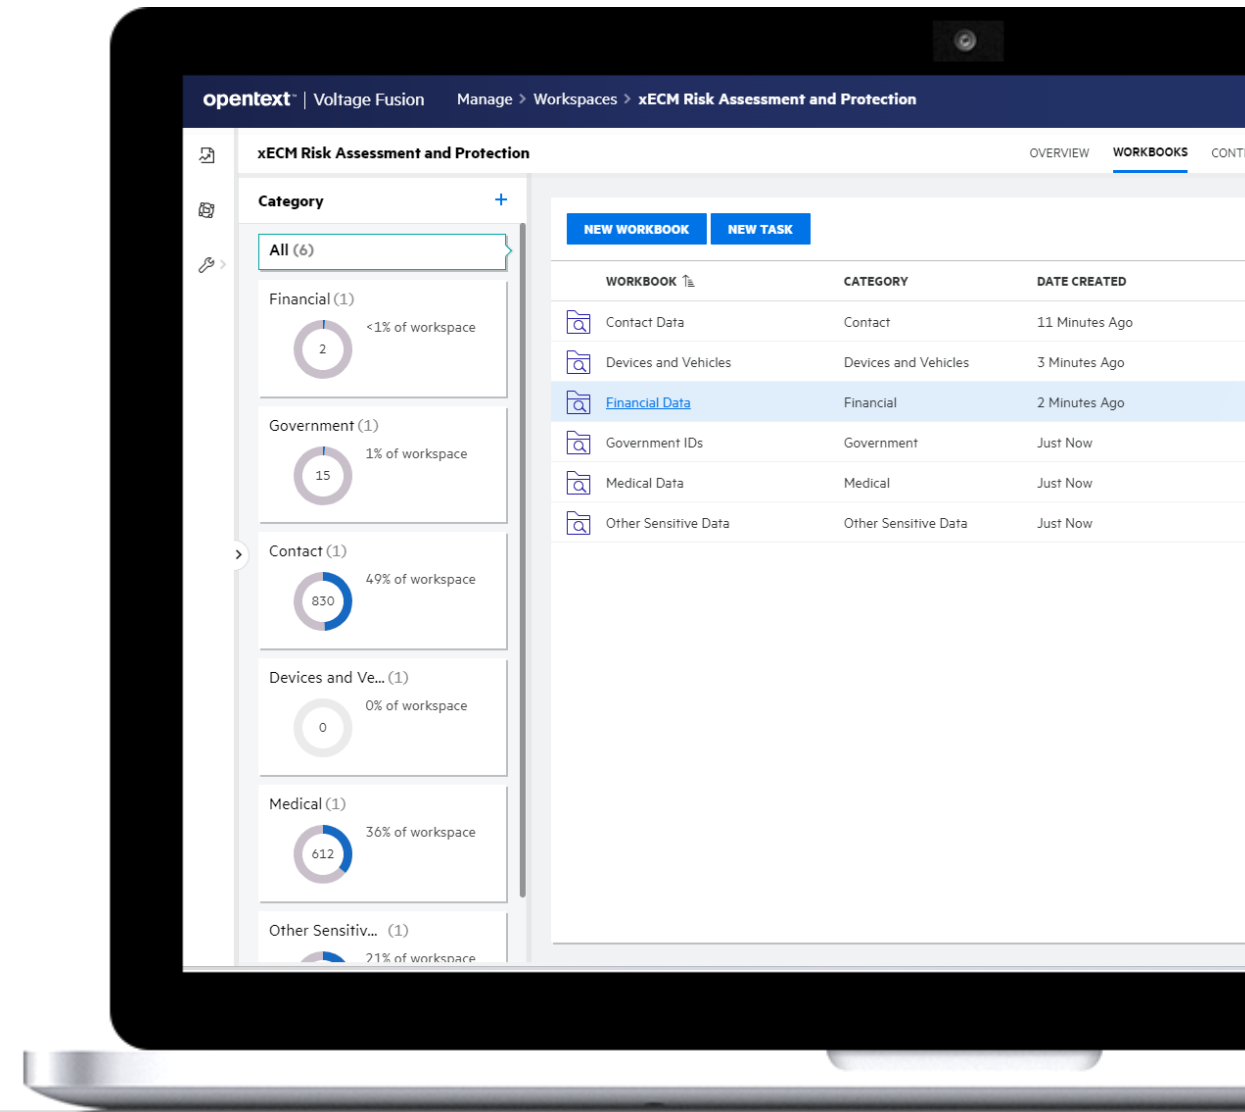 opentext™ | Voltage Fusion Manage > Workspaces > xECM Risk Assessment and Protection
xECM Risk Assessment and Protection
OVERVIEW WORKBOOKS CONT
Category +
All (6)
Financial (1)
<1% of workspace
2
Government (1)
1% of workspace
15
Contact (1)
49% of workspace
830
Devices and Ve... (1)
0% of workspace
0
Medical (1)
36% of workspace
612
Other Sensitiv... (1)
21% of workspace
NEW WORKBOOK NEW TASK
WORKBOOK CATEGORY DATE CREATED
Contact Data Contact 11 Minutes Ago
Devices and Vehicles Devices and Vehicles 3 Minutes Ago
Financial Data Financial 2 Minutes Ago
Government IDs Government Just Now
Medical Data Medical Just Now
Other Sensitive Data Other Sensitive Data Just Now